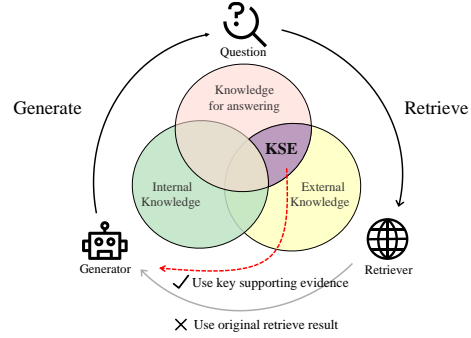 Question
Generate
Retrieve
Knowledge
for answering
KSE
Internal
Knowledge
External
Knowledge
Generator
Retriever
Use key supporting evidence
Use original retrieve result